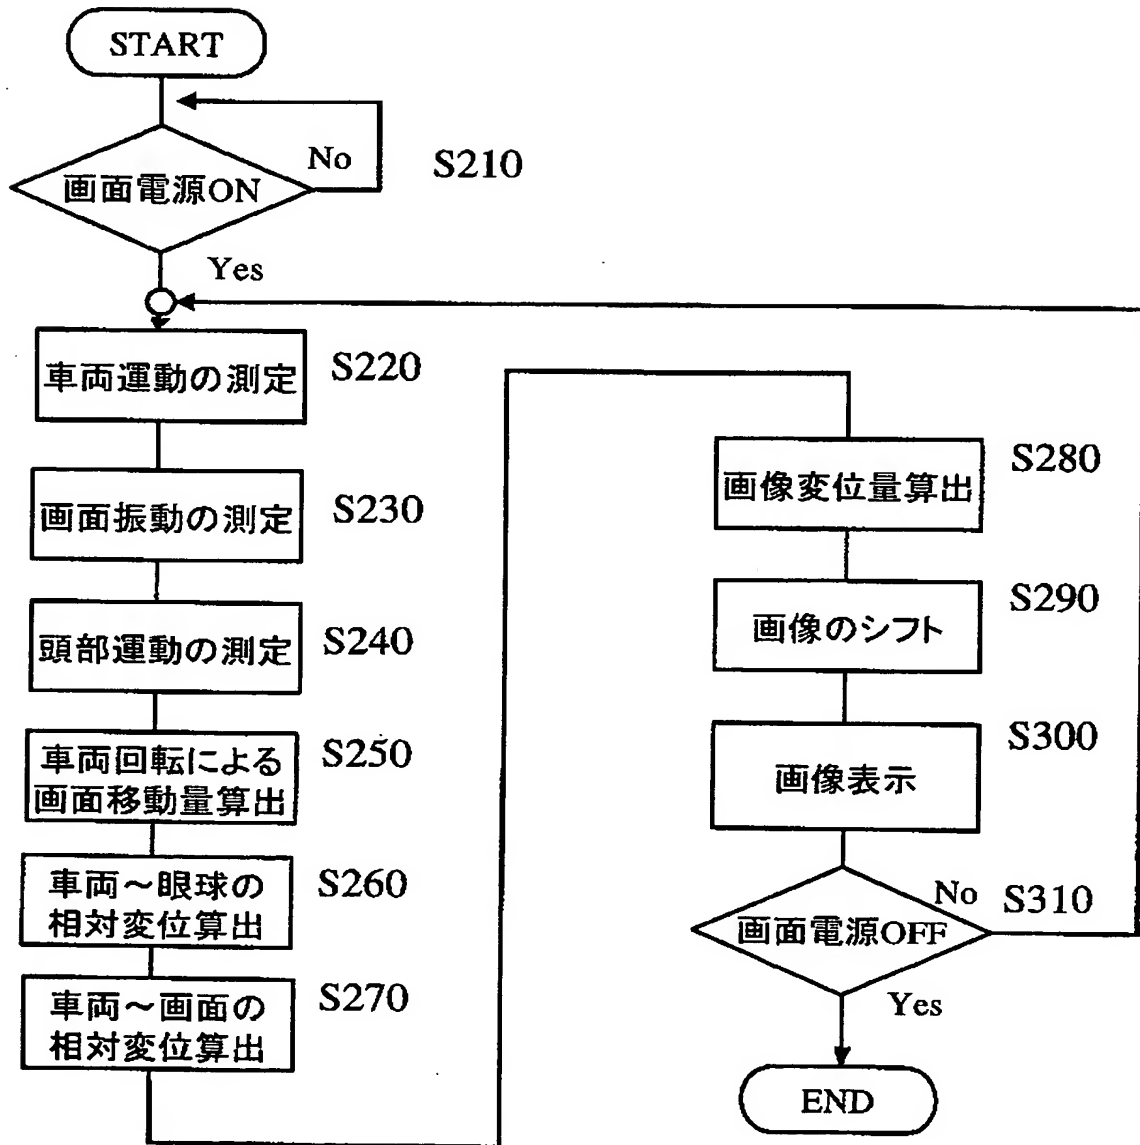 START
No
S210
画面電源ON
Yes
車両運動の測定
S220
画面振動の測定
S230
頭部運動の測定
S240
車両回転による
画面移動量算出
S250
車両~眼球の
相対変位算出
S260
車両~画面の
相対変位算出
S270
画像変位量算出
S280
画像のシフト
S290
画像表示
S300
No
S310
画面電源OFF
Yes
END